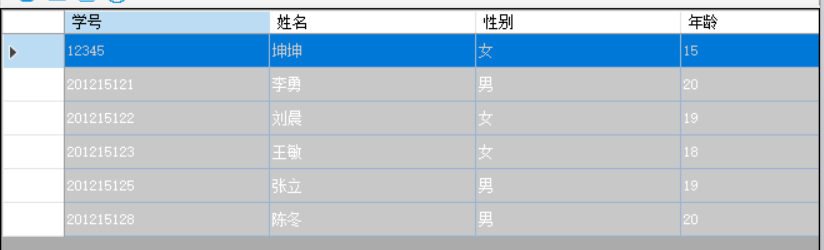 学号 姓名 性别 年龄
12345 坤坤 女 15
201215121 李勇 男 20
201215122 刘晨 女 19
201215123 王敏 女 18
201215125 张立 男 19
201215128 陈冬 男 20